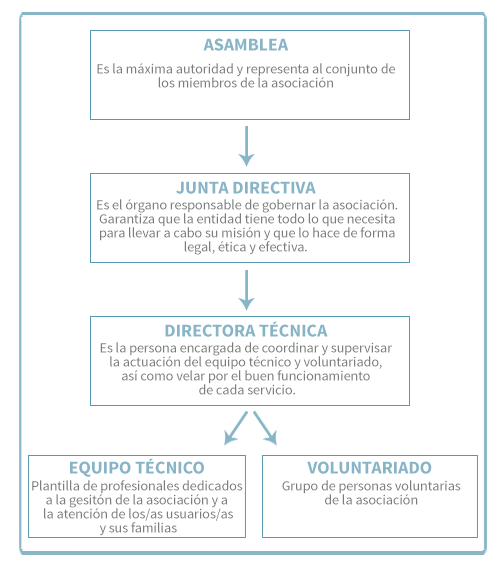 ASAMBLEA
Es la máxima autoridad y representa al conjunto de
los miembros de la asociación
JUNTA DIRECTIVA
Es el órgano responsable de gobernar la asociación.
Garantiza que la entidad tiene todo lo que necesita
para llevar a cabo su misión y que lo hace de forma
legal, ética y efectiva.
DIRECTORA TÉCNICA
Es la persona encargada de coordinar y supervisar
la actuación del equipo técnico y voluntariado,
así como velar por el buen funcionamiento
de cada servicio.
EQUIPO TÉCNICO
Plantilla de profesionales dedicados
a la gesitón de la asociación y a
la atención de los/as usuarios/as
y sus familias
VOLUNTARIADO
Grupo de personas voluntarias
de la asociación